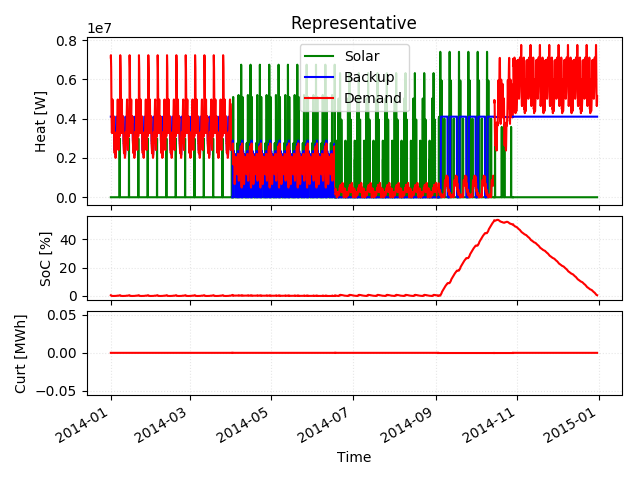 Representative
1e7
0.8
0.6
0.4
0.2
0.0
Heat [W]
Solar
Backup
Demand
40
20
0
SoC [%]
0.05
0.00
−0.05
Curt [MWh]
2014-01
2014-03
2014-05
2014-07
2014-09
2014-11
2015-01
Time